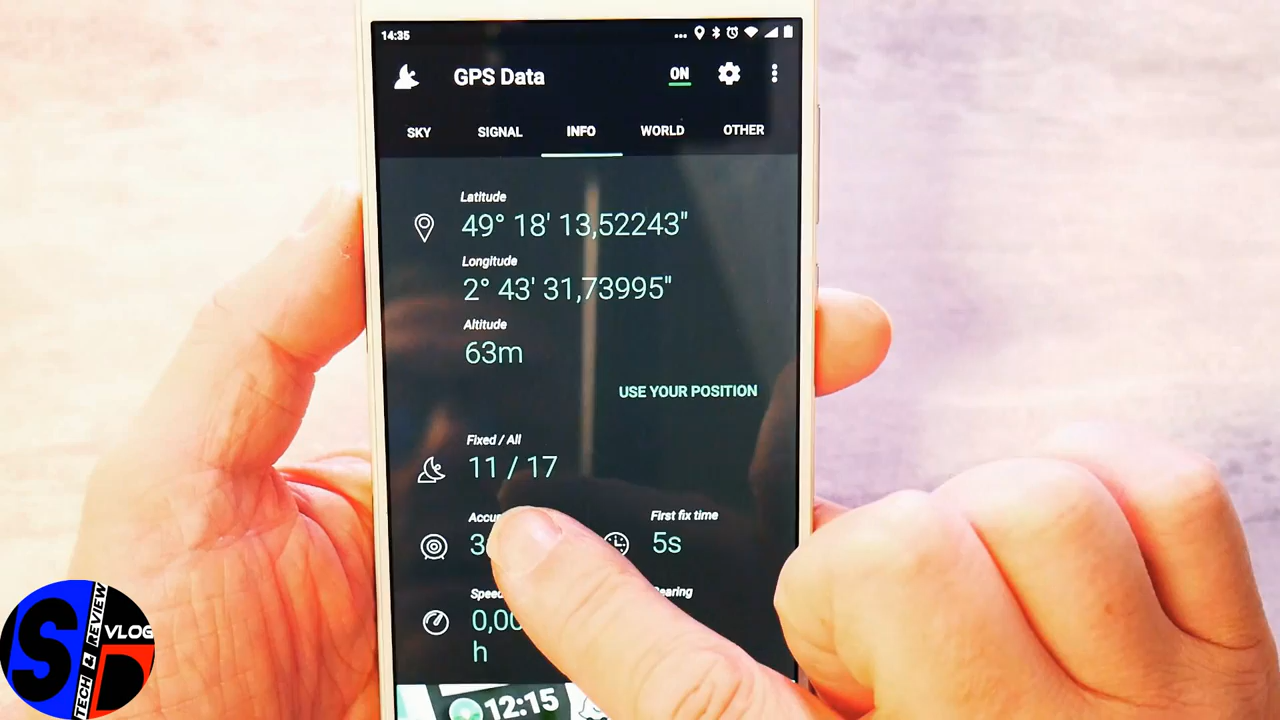 14:35
GPS Data
ON
SKY
SIGNAL
INFO
WORLD
OTHER
Latitude
49° 18' 13,52243"
Longitude
2° 43' 31,73995"
Altitude
63m
USE YOUR POSITION
Fixed / All
11 / 17
First fix time
5s
h
12:15
SD
TECH & REVIEW
VLOG